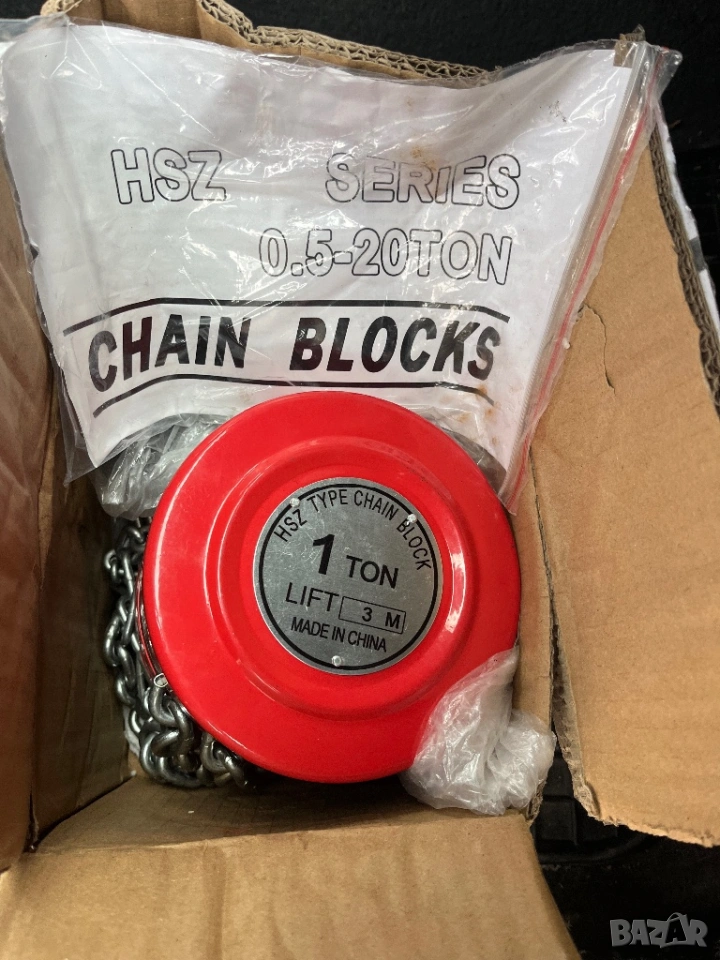 HSZ SERIES
0.5-20TON
CHAIN BLOCKS
HSZ TYPE CHAIN BLOCK
1 TON
LIFT 3 M
MADE IN CHINA
BAZAR